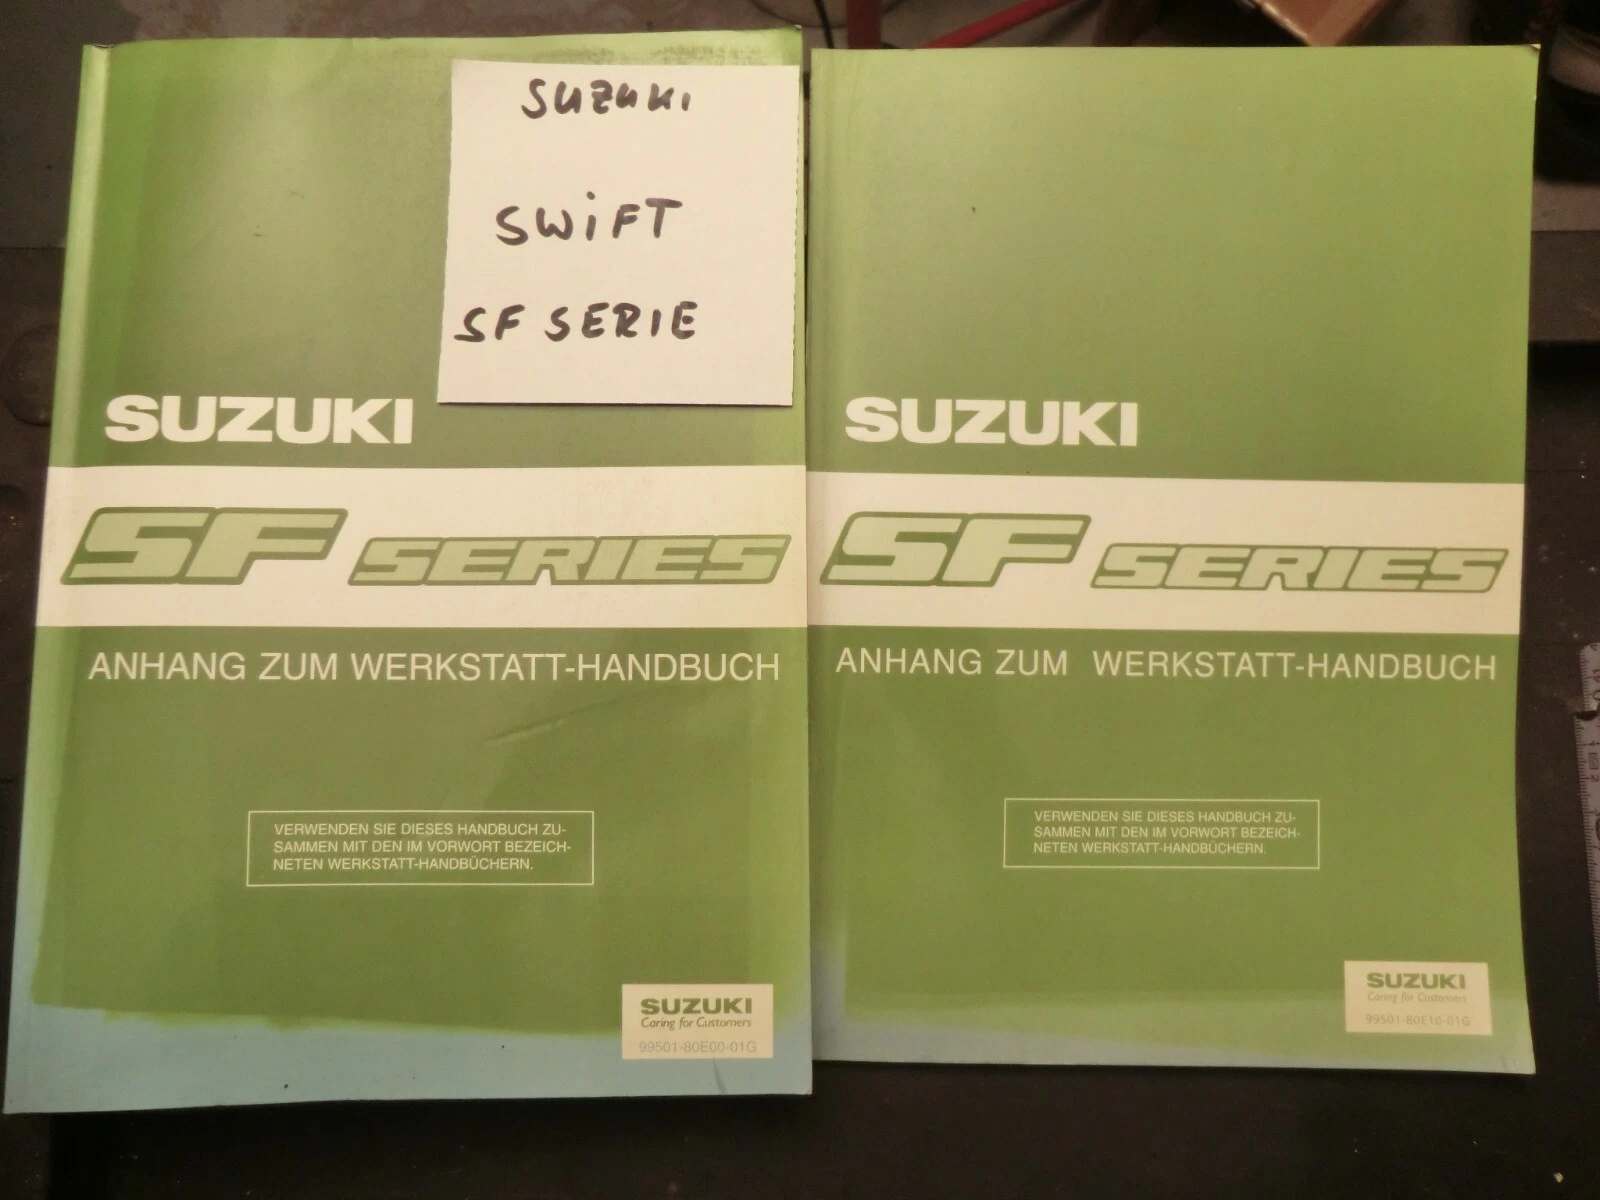 SUZUKI
SWiFT
SF SERIE
SUZUKI
SF SERIES
ANHANG ZUM WERKSTATT-HANDBUCH
VERWENDEN SIE DIESES HANDBUCH ZU-
SAMMEN MIT DEN IM VORWORT BEZEICH-
NETEN WERKSTATT-HANDBÜCHERN.
SUZUKI
Caring for Customers
99501-80E00-01G
SUZUKI
SF SERIES
ANHANG ZUM WERKSTATT-HANDBUCH
VERWENDEN SIE DIESES HANDBUCH ZU-
SAMMEN MIT DEN IM VORWORT BEZEICH-
NETEN WERKSTATT-HANDBÜCHERN.
SUZUKI
Caring for Customers
99501-80E10-01G